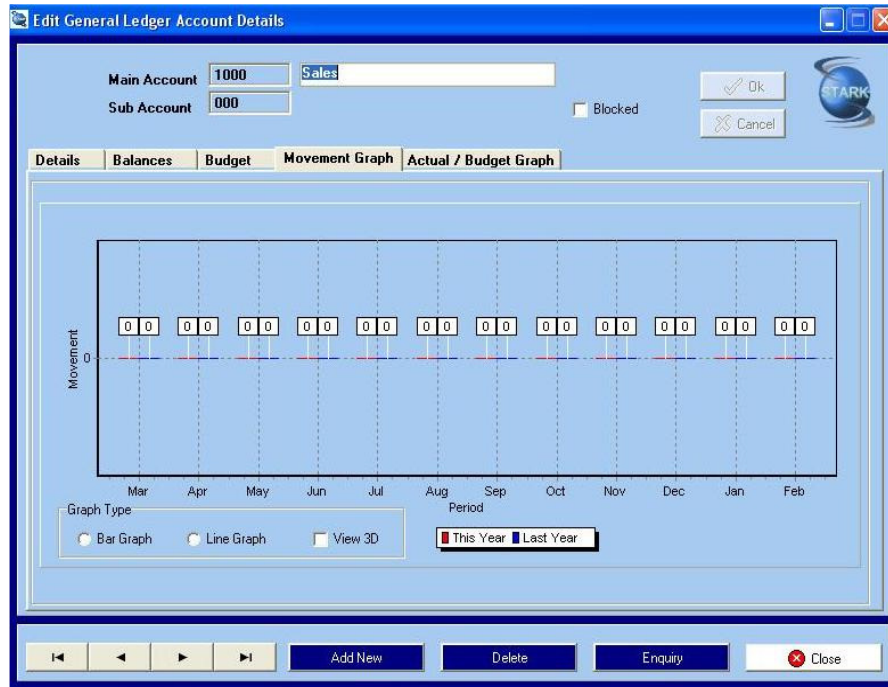 Edit General Ledger Account Details
Main Account 1000 Sales
Sub Account 000
Blocked
Ok
Cancel
STARK
Details Balances Budget Movement Graph Actual / Budget Graph
0 0 0 0 0 0 0 0 0 0 0 0 0 0 0 0 0 0 0 0 0 0 0 0
Movement
0
Mar Apr May Jun Jul Aug Sep Oct Nov Dec Jan Feb
Period
Graph Type
Bar Graph Line Graph View 3D
This Year Last Year
Add New Delete Enquiry Close